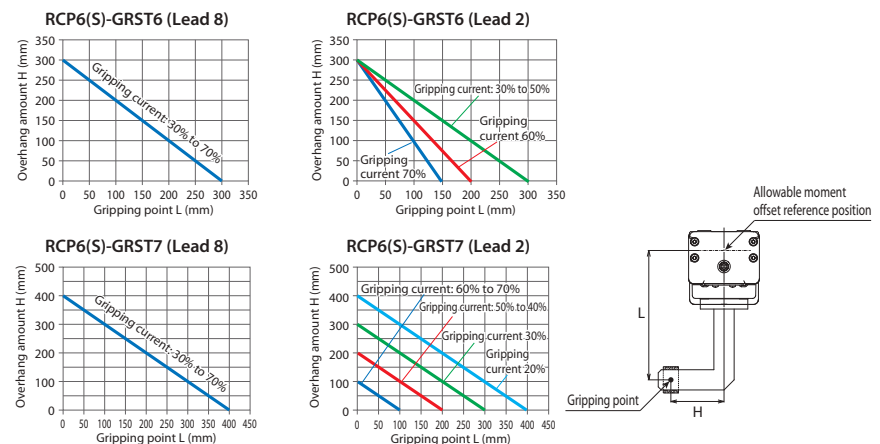 RCP6(S)-GRST6 (Lead 8)
Overhang amount H (mm)
350
300
250
200
150
100
50
0
Gripping current: 30% to 70%
0 50 100 150 200 250 300 350
Gripping point L (mm)
RCP6(S)-GRST6 (Lead 2)
Overhang amount H (mm)
350
300
250
200
150
100
50
0
Gripping current: 30% to 50%
Gripping
current 60%
Gripping
current 70%
0 50 100 150 200 250 300 350
Gripping point L (mm)
RCP6(S)-GRST7 (Lead 8)
Overhang amount H (mm)
500
400
300
200
100
0
Gripping current: 30% to 70%
0 50 100 150 200 250 300 350 400 450 500
Gripping point L (mm)
RCP6(S)-GRST7 (Lead 2)
Overhang amount H (mm)
500
400
300
200
100
0
Gripping current: 60% to 70%
Gripping current: 50% to 40%
Gripping current 30%
Gripping
current 20%
0 50 100 150 200 250 300 350 400 450 500
Gripping point L (mm)
Allowable moment
offset reference position
L
Gripping point
H